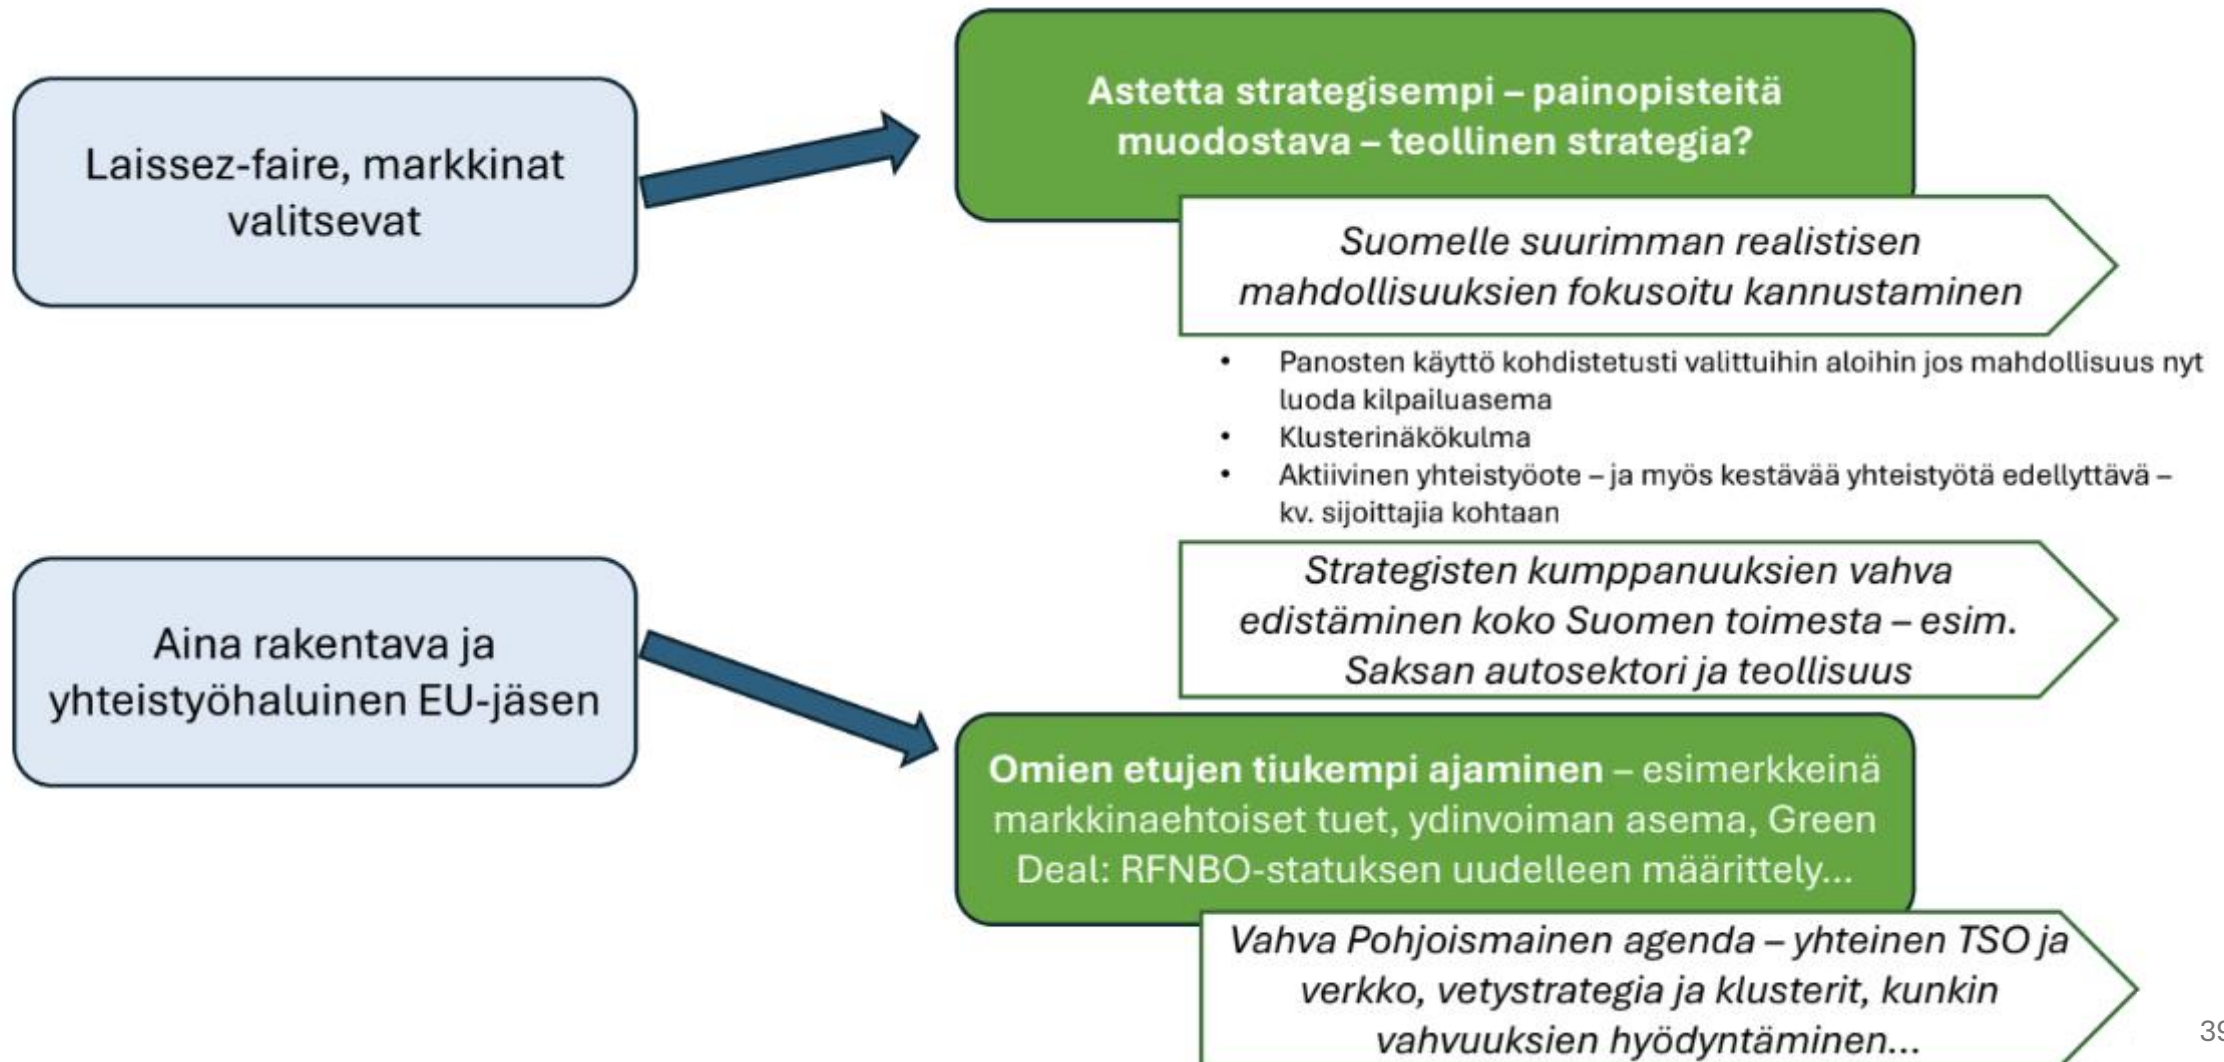 Laissez-faire, markkinat
valitsevat
Astetta strategisempi – painopisteitä
muodostava – teollinen strategia?
Suomelle suurimman realistisen
mahdollisuuksien fokusoitu kannustaminen
• Panosten käyttö kohdistetusti valittuihin aloihin jos mahdollisuus nyt
luoda kilpailuasema
• Klusterinäkökulma
• Aktiivinen yhteistyöote – ja myös kestävää yhteistyötä edellyttävä –
kv. sijoittajia kohtaan
Strategisten kumppanuuksien vahva
edistäminen koko Suomen toimesta – esim.
Saksan autosektori ja teollisuus
Aina rakentava ja
yhteistyöhaluinen EU-jäsen
Omien etujen tiukempi ajaminen – esimerkkeinä
markkinaehtoiset tuet, ydinvoiman asema, Green
Deal: RFNBO-statuksen uudelleen määrittely...
Vahva Pohjoismainen agenda – yhteinen TSO ja
verkko, vetystrategia ja klusterit, kunkin
vahvuuksien hyödyntäminen...
39